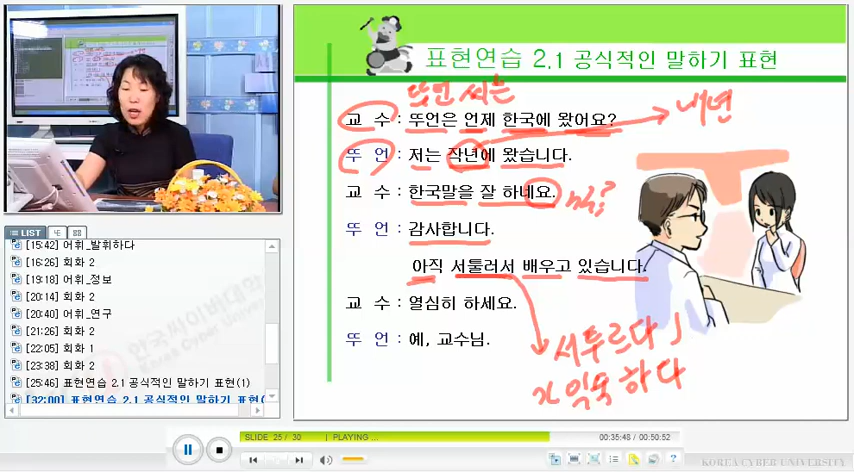 표현연습 2.1 공식적인 말하기 표현
뚜언 씨는
교 수 : 뚜언은 언제 한국에 왔어요?
내년
뚜 언 : 저는 작년에 왔습니다.
교 수 : 한국말을 잘 하네요.
뚜 언 : 감사합니다.
아직 서툴러서 배우고 있습니다.
교 수 : 열심히 하세요.
뚜 언 : 예, 교수님.
서투르다
익숙하다
LIST
[15:42] 어휘_발휘하다
[16:26] 회화 2
[19:18] 어휘_정보
[20:14] 회화 2
[20:40] 어휘_연구
[21:26] 회화 2
[22:05] 회화 1
[23:38] 회화 2
[25:46] 표현연습 2.1 공식적인 말하기 표현(1)
[32:00] 표현연습 2.1 공식적인 말하기
SLIDE 25 / 30 | PLAYING ...
00:35:48 00:50:52
KOREA CYBER UNIVERSITY